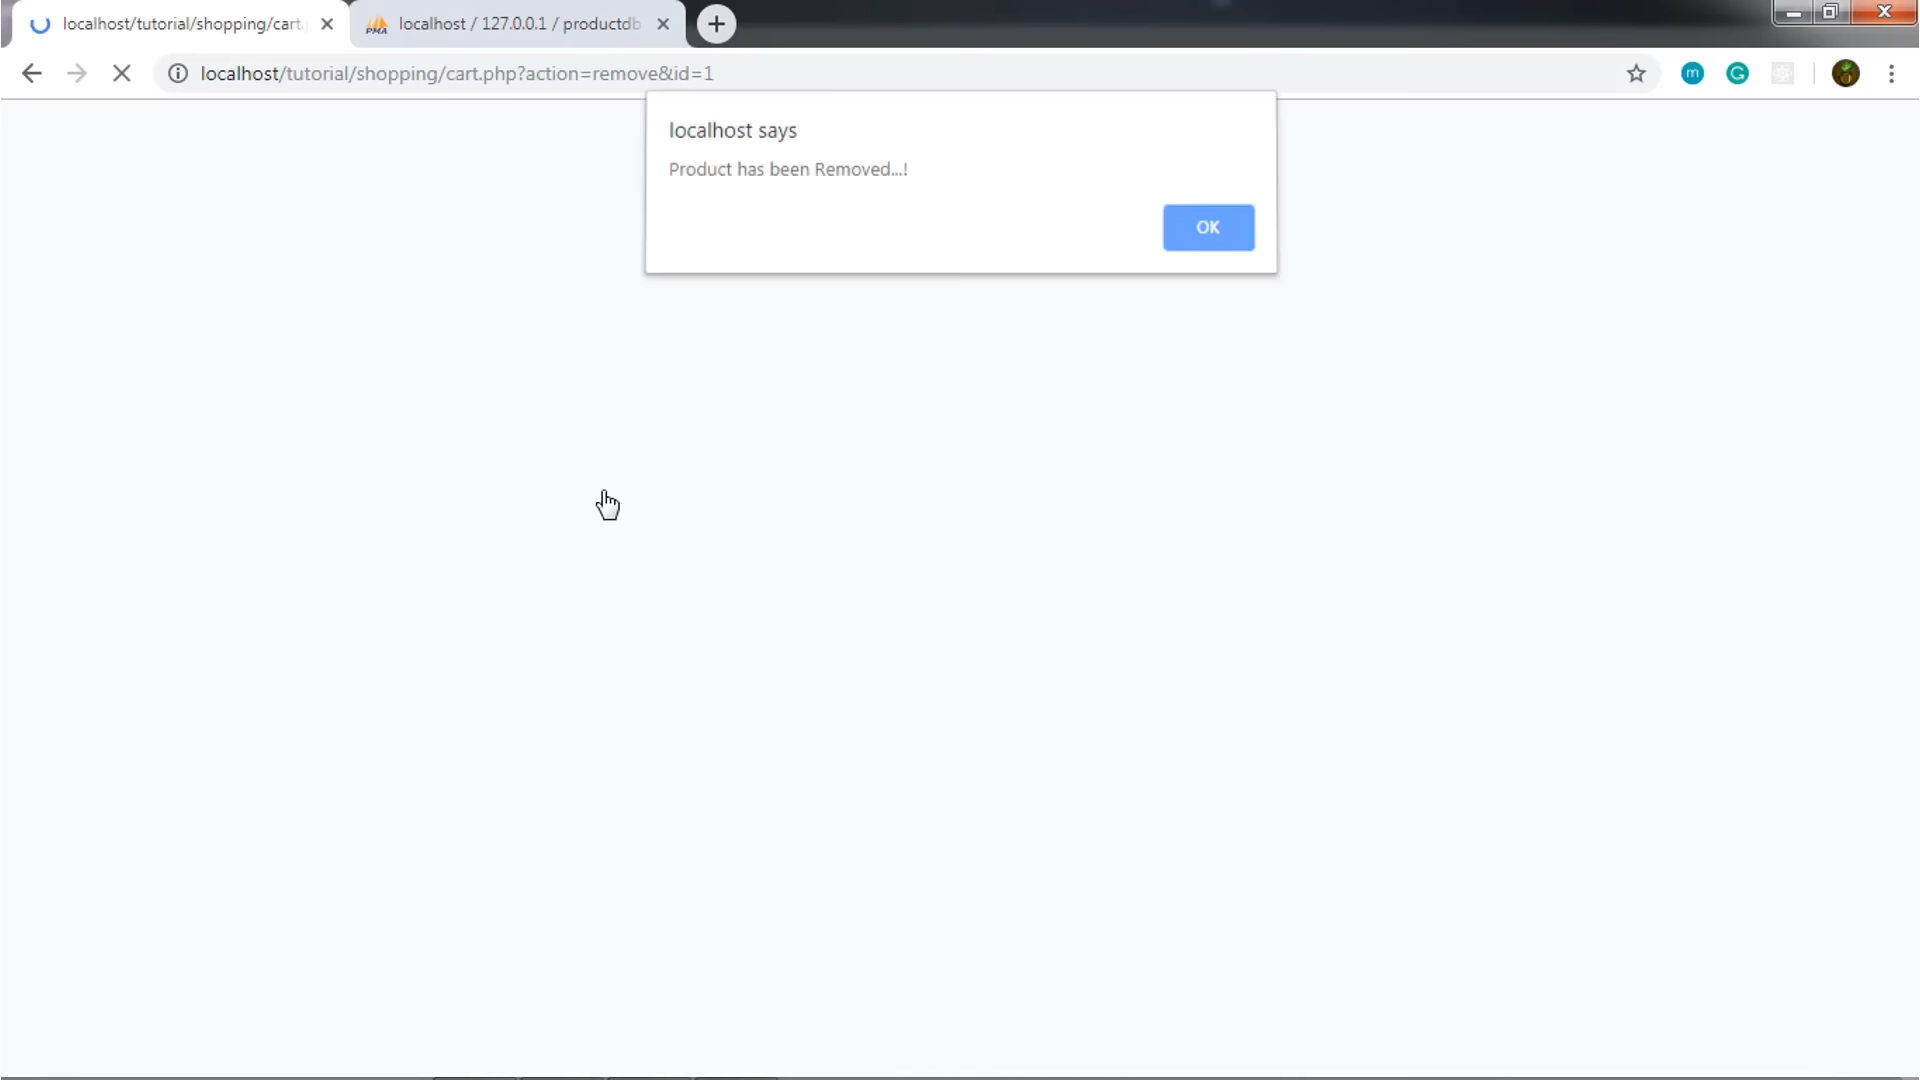 localhost/tutorial/shopping/cart.
localhost / 127.0.0.1 / productdb
PMA
localhost/tutorial/shopping/cart.php?action=remove&id=1
m
G
localhost says
Product has been Removed...!
OK